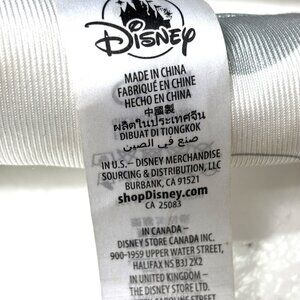 Disney
MADE IN CHINA
FABRIQUÉ EN CHINE
HECHO EN CHINA
中國製
ผลิตในประเทศจีน
DIBUAT DI TIONGKOK
صنع في الصين
IN U.S. – DISNEY MERCHANDISE
SOURCING & DISTRIBUTION LLC
BURBANK, CA 91521
shopDisney.com
CA 25083
IN CANADA –
DISNEY STORE CANADA INC.
900-1959 UPPER WATER STREET,
HALIFAX NS B3J 2X2
IN UNITED KINGDOM –
THE DISNEY STORE LTD.
CAROLINE STREET